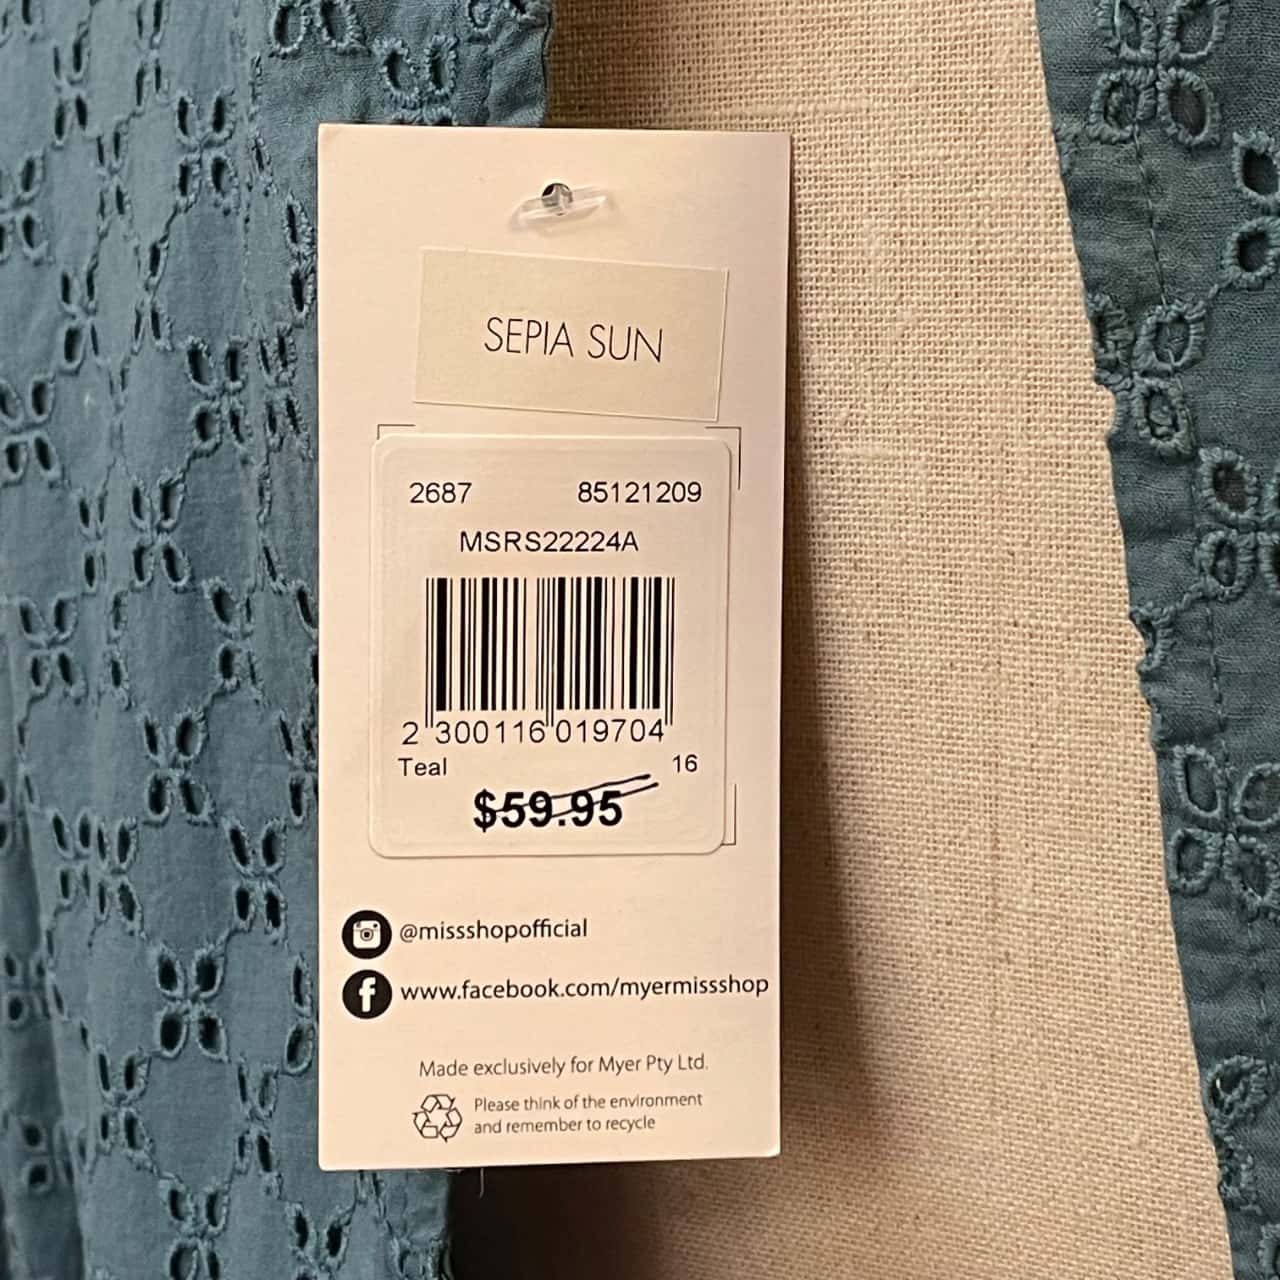 SEPIA SUN
2687 85121209
MSRS22224A
2 300116 019704
Teal 16
$59.95
@missshopofficial
www.facebook.com/myermissshop
Made exclusively for Myer Pty Ltd.
Please think of the environment
and remember to recycle